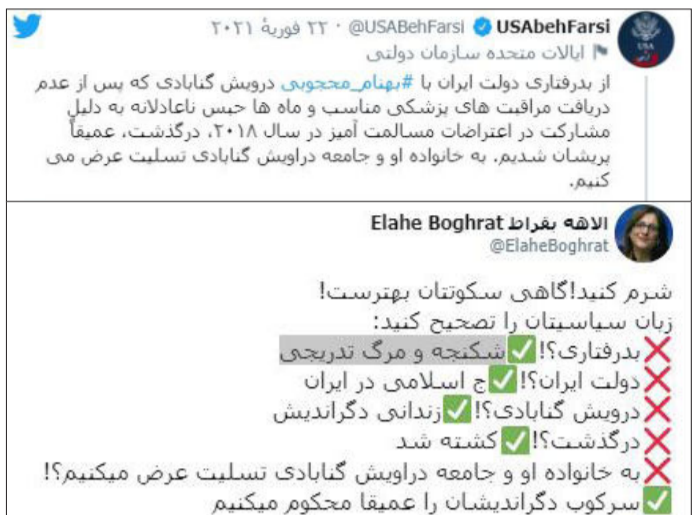 USAbehFarsi @USABehFarsi · ۲۲ فوریهٔ ۲۰۲۱
ایالات متحده سازمان دولتی
از بدرفتاری دولت ایران با #بهنام_محجوبی درویش گنابادی که پس از عدم
دریافت مراقبت های پزشکی مناسب و ماه ها حبس ناعادلانه به دلیل
مشارکت در اعتراضات مسالمت آمیز در سال ۲۰۱۸، درگذشت، عمیقاً
پریشان شدیم. به خانواده او و جامعه دراویش گنابادی تسلیت عرض می
کنیم.
Elahe Boghrat الاهه بقراط
@ElaheBoghrat
شرم کنید!گاهی سکوتتان بهترست!
زبان سیاسیتان را تصحیح کنید:
❌بدرفتاری؟!✅شکنجه و مرگ تدریجی
❌دولت ایران؟!✅ج اسلامی در ایران
❌درویش گنابادی؟!✅زندانی دگراندیش
❌درگذشت؟!✅کشته شد
❌به خانواده او و جامعه دراویش گنابادی تسلیت عرض میکنیم؟!
✅سرکوب دگراندیشان را عمیقا محکوم میکنیم